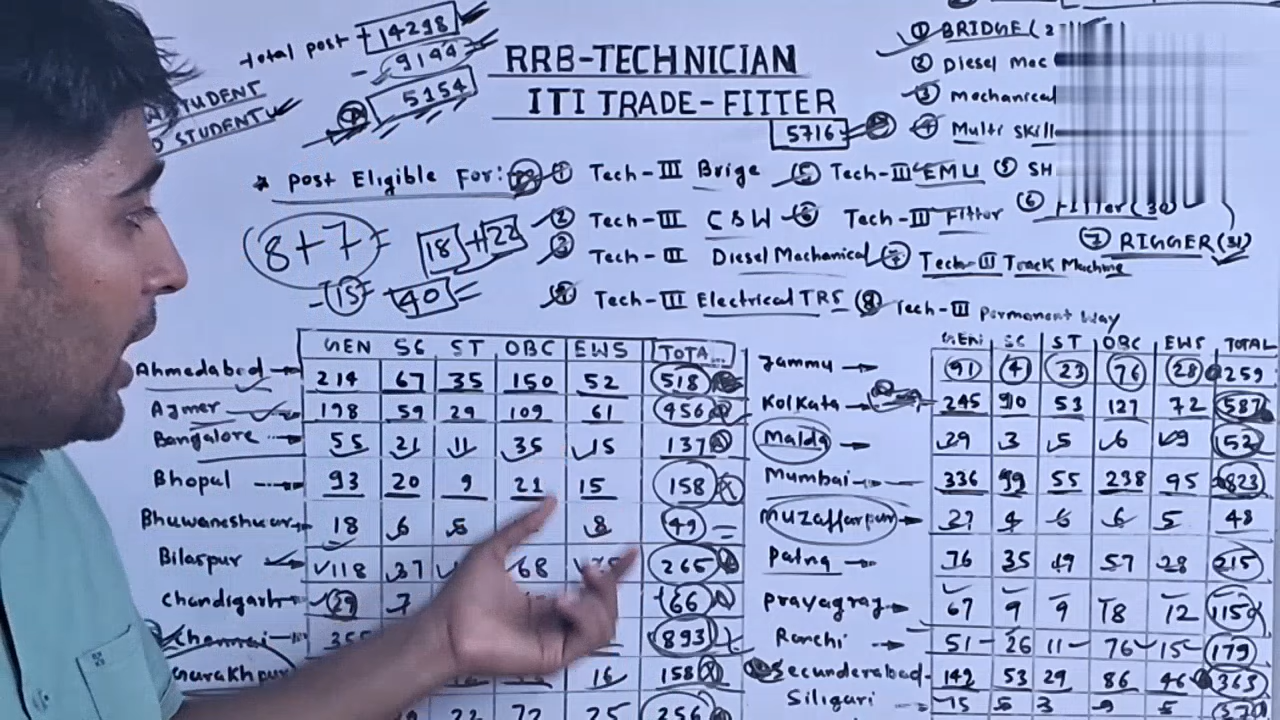 total post + 14298
- 9144
5154
STUDENT
STUDENT
RRB-TECHNICIAN
ITI TRADE-FITTER
5716
① BRIDGE(2
② Diesel Mec
③ mechanical
④ Multi skill
⑤ SH
⑥ Fitter(30)
⑦ RIGGER(31)
* Post Eligible For:
① Tech-III Brige
⑤ Tech-III EMU
② Tech-III C&W
⑥ Tech-III Fitter
③ Tech-III Diesel Mechanical
⑦ Tech-III Track Machine
④ Tech-III Electrical TRS
⑧ Tech-III Permanent Way
8+7=
-15-
18+22
40=
GEN SC ST OBC EWS TOTA
Ahmedabad 214 67 35 150 52 518
Ajmer 198 59 29 109 61 456
Bangalore 55 21 11 35 15 137
Bhopal 93 20 9 21 15 158
Bhuwaneshwar 18 6 5 8 49=
Bilaspur 118 37 68 265
Chandigarh 29 7 66
Chennai 355 893
Gurakhpur 16 158
22 72 25 256
GEN SC ST OBC EWS TOTAL
Jammu 91 4 23 76 28 259
Kolkata 245 90 53 127 72 587
Malda 29 3 5 6 9 152
Mumbai 336 99 55 238 95 823
Muzaffarpur 27 4 6 6 5 48
Patna 76 35 19 57 28 215
Prayagraj 67 9 9 18 12 115
Ranchi 51 26 11 76 15 179
Secunderabad 142 53 29 86 46 363
Siliguri 15 5 3 9 5 37